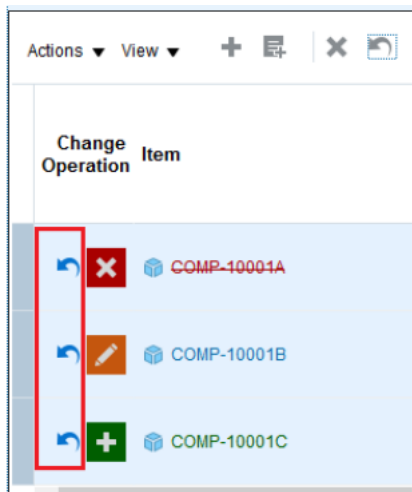 Actions View
Change Operation Item
COMP-10001A
COMP-10001B
COMP-10001C